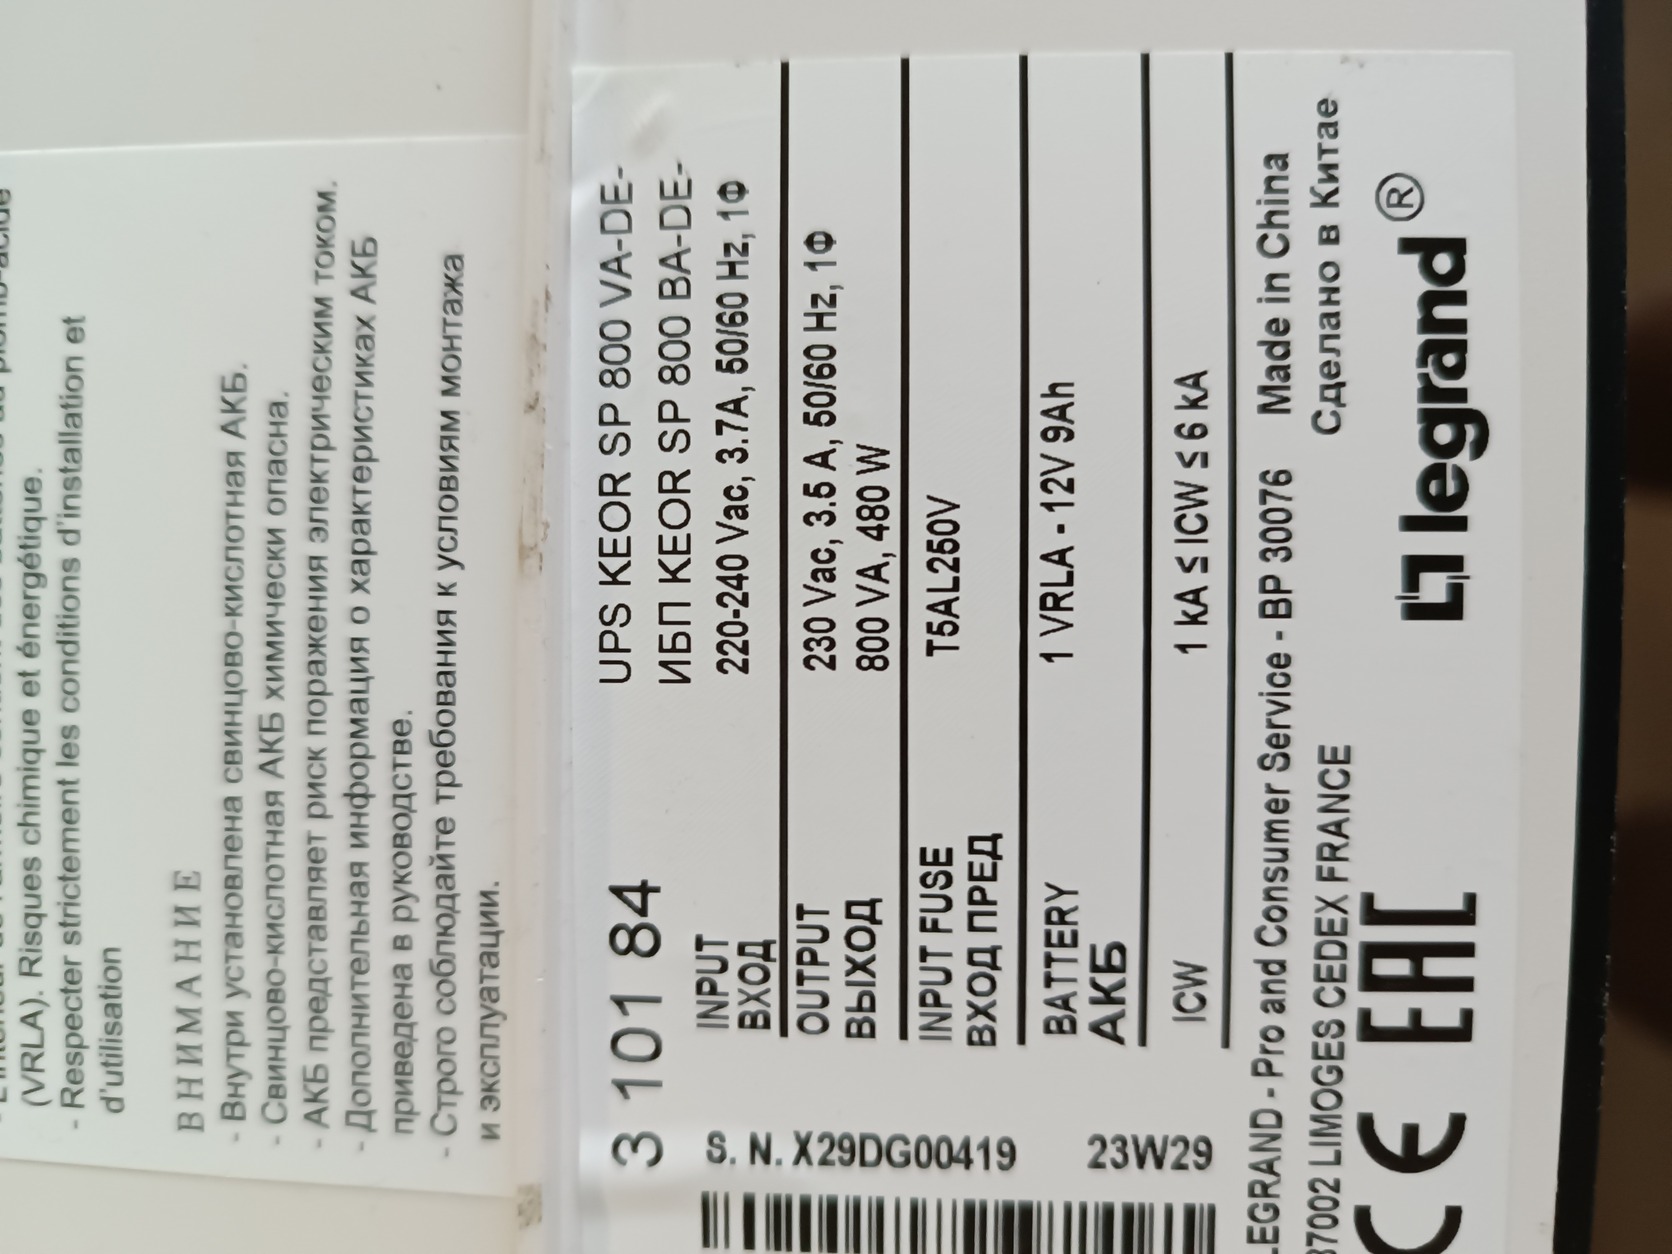 (VRLA). Risques chimique et énergétique.
- Respecter strictement les conditions d'installation et
d'utilisation
ВНИМАНИЕ
- Внутри установлена свинцово-кислотная АКБ.
- Свинцово-кислотная АКБ химически опасна.
- АКБ представляет риск поражения электрическим током.
- Дополнительная информация о характеристиках АКБ
приведена в руководстве.
- Строго соблюдайте требования к условиям монтажа
и эксплуатации.
3 101 84
UPS KEOR SP 800 VA-DE-
ИБП KEOR SP 800 ВА-DE-
INPUT
ВХОД
220-240 Vac, 3.7A, 50/60 Hz, 1Ф
OUTPUT
ВЫХОД
230 Vac, 3.5 A, 50/60 Hz, 1Ф
800 VA, 480 W
INPUT FUSE
ВХОД ПРЕД
T5AL250V
BATTERY
АКБ
1 VRLA - 12V 9Ah
ICW
1 kA ≤ ICW ≤ 6 kA
S. N. X29DG00419
23W29
LEGRAND - Pro and Consumer Service - BP 30076 Made in China
87002 LIMOGES CEDEX FRANCE Сделано в Китае
CE EAC legrand®